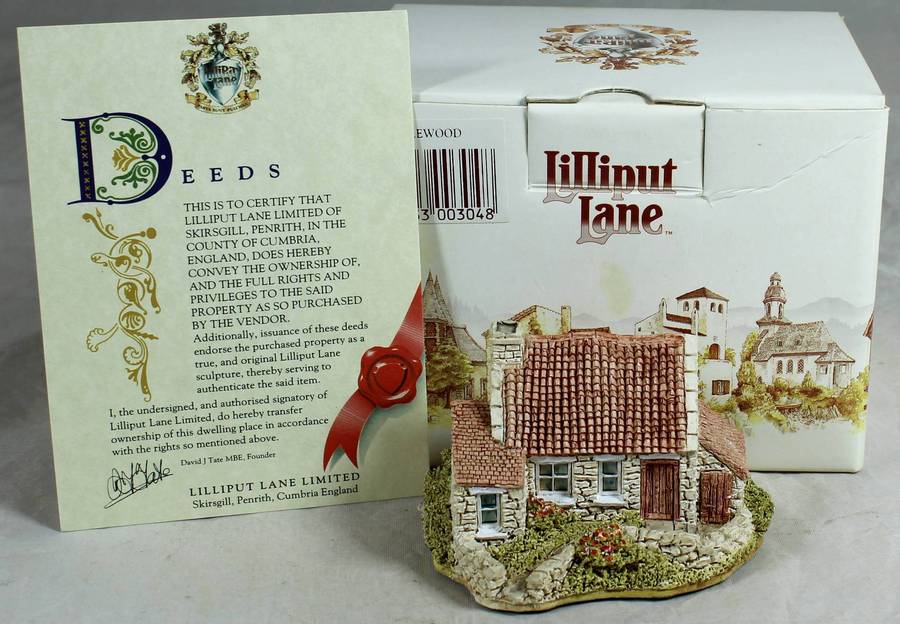 Lilliput
Lane
DEEDS
THIS IS TO CERTIFY THAT
LILLIPUT LANE LIMITED OF
SKIRSGILL, PENRITH, IN THE
COUNTY OF CUMBRIA,
ENGLAND, DOES HEREBY
CONVEY THE OWNERSHIP OF,
AND THE FULL RIGHTS AND
PRIVILEGES TO THE SAID
PROPERTY AS SO PURCHASED
BY THE VENDOR.
Additionally, issuance of these deeds
endorse the purchased property as a
true, and original Lilliput Lane
sculpture, thereby serving to
authenticate the said item.
I, the undersigned, and authorised signatory of
Lilliput Lane Limited, do hereby transfer
ownership of this dwelling place in accordance
with the rights so mentioned above.
David J Tate MBE, Founder
LILLIPUT LANE LIMITED
Skirsgill, Penrith, Cumbria England
EWOOD
3 003048
Lilliput
Lane™